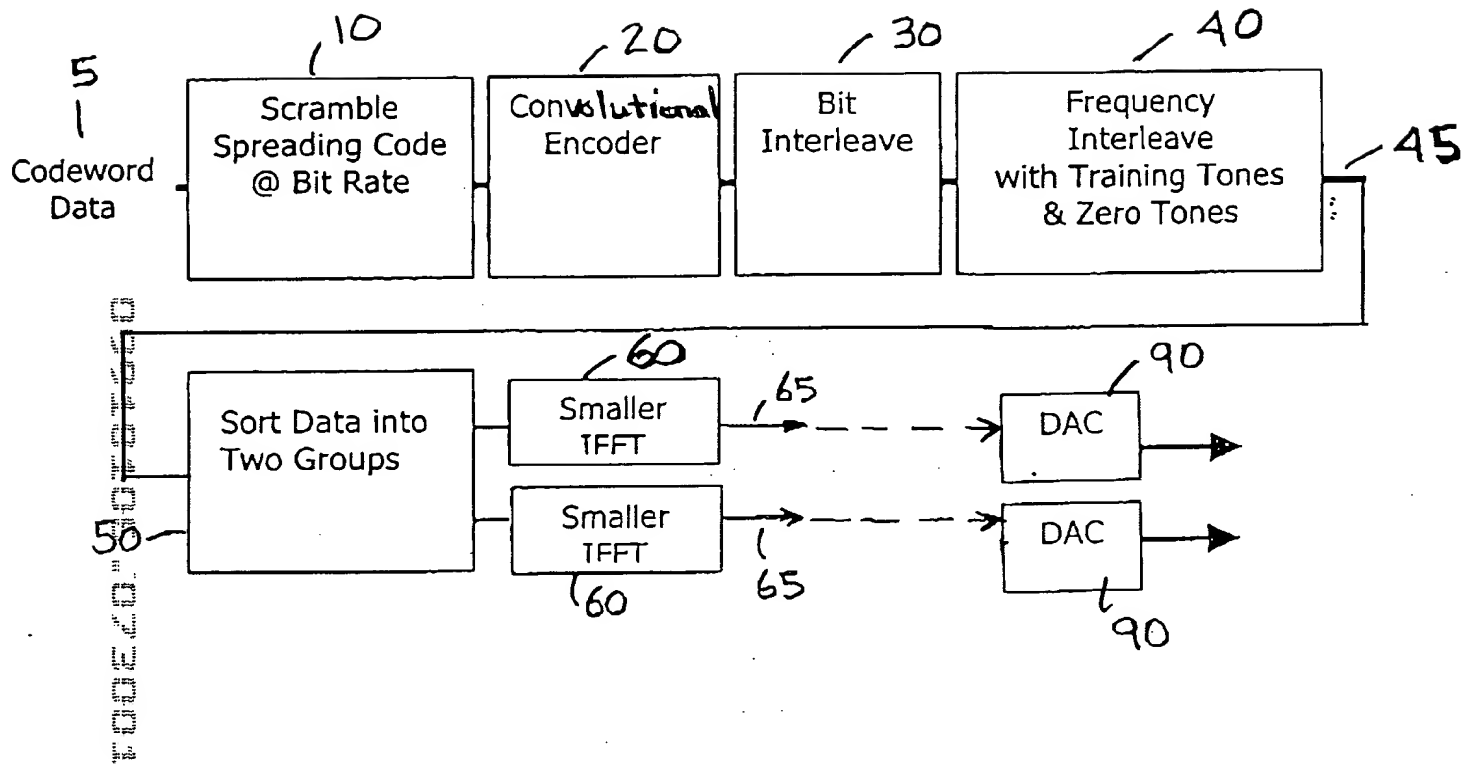 10
20
30
40
5
Scramble
Spreading Code
@ Bit Rate
Convolutional
Encoder
Bit
Interleave
Frequency
Interleave
with Training Tones
& Zero Tones
45
Codeword
Data
60
65
90
Sort Data into
Two Groups
Smaller
IFFT
DAC
50
Smaller
IFFT
DAC
60
65
90